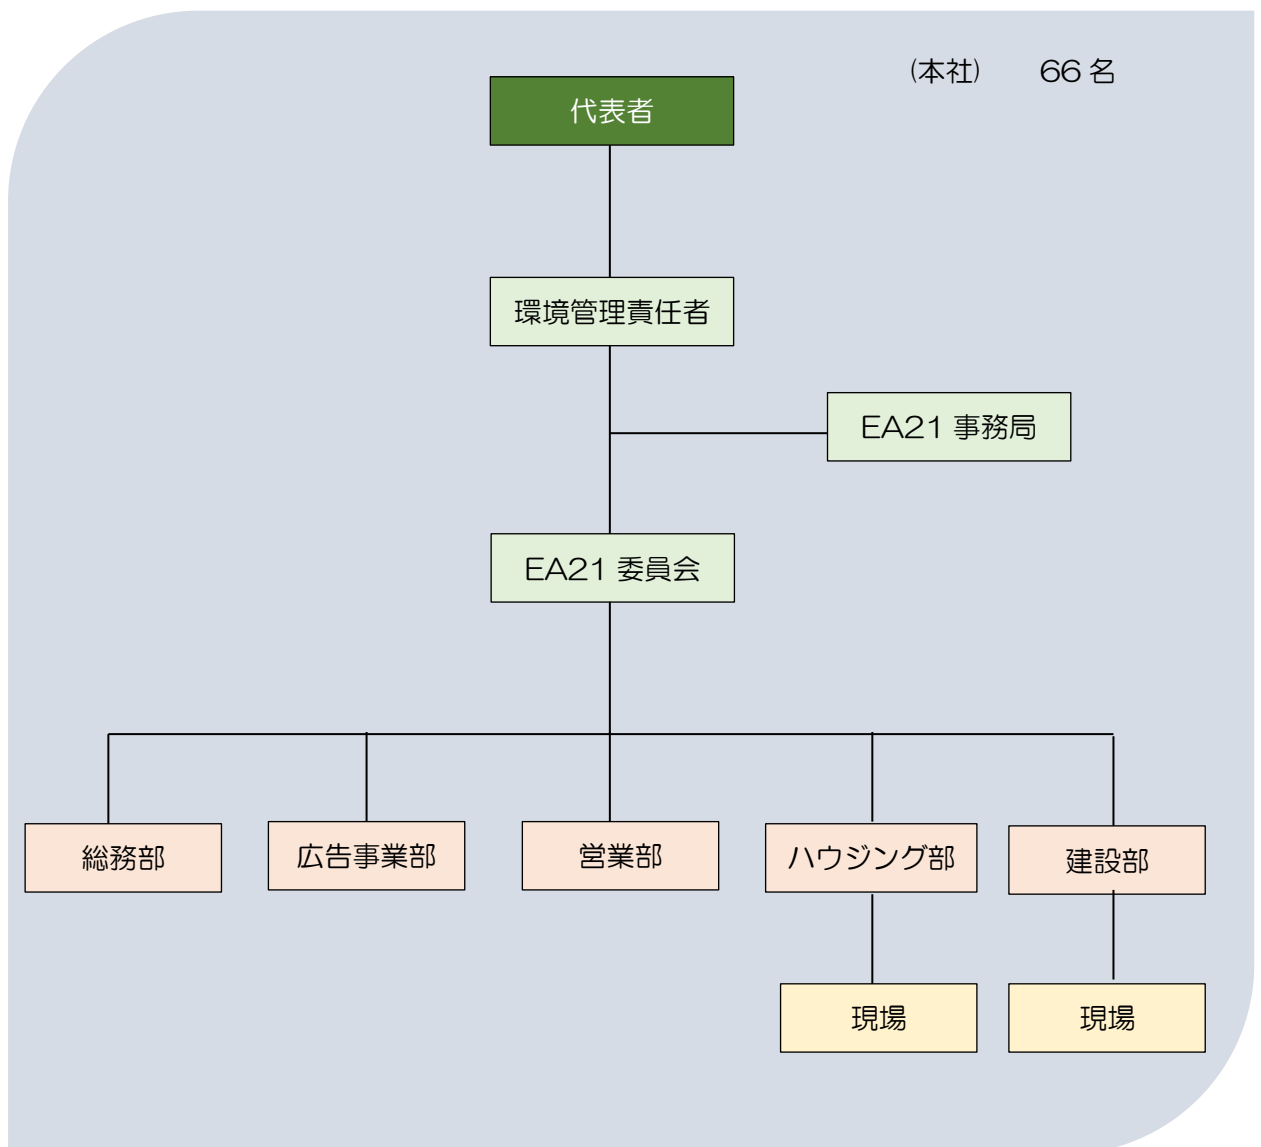 (本社) 66名
代表者
環境管理責任者
EA21 事務局
EA21 委員会
総務部
広告事業部
営業部
ハウジング部
建設部
現場
現場